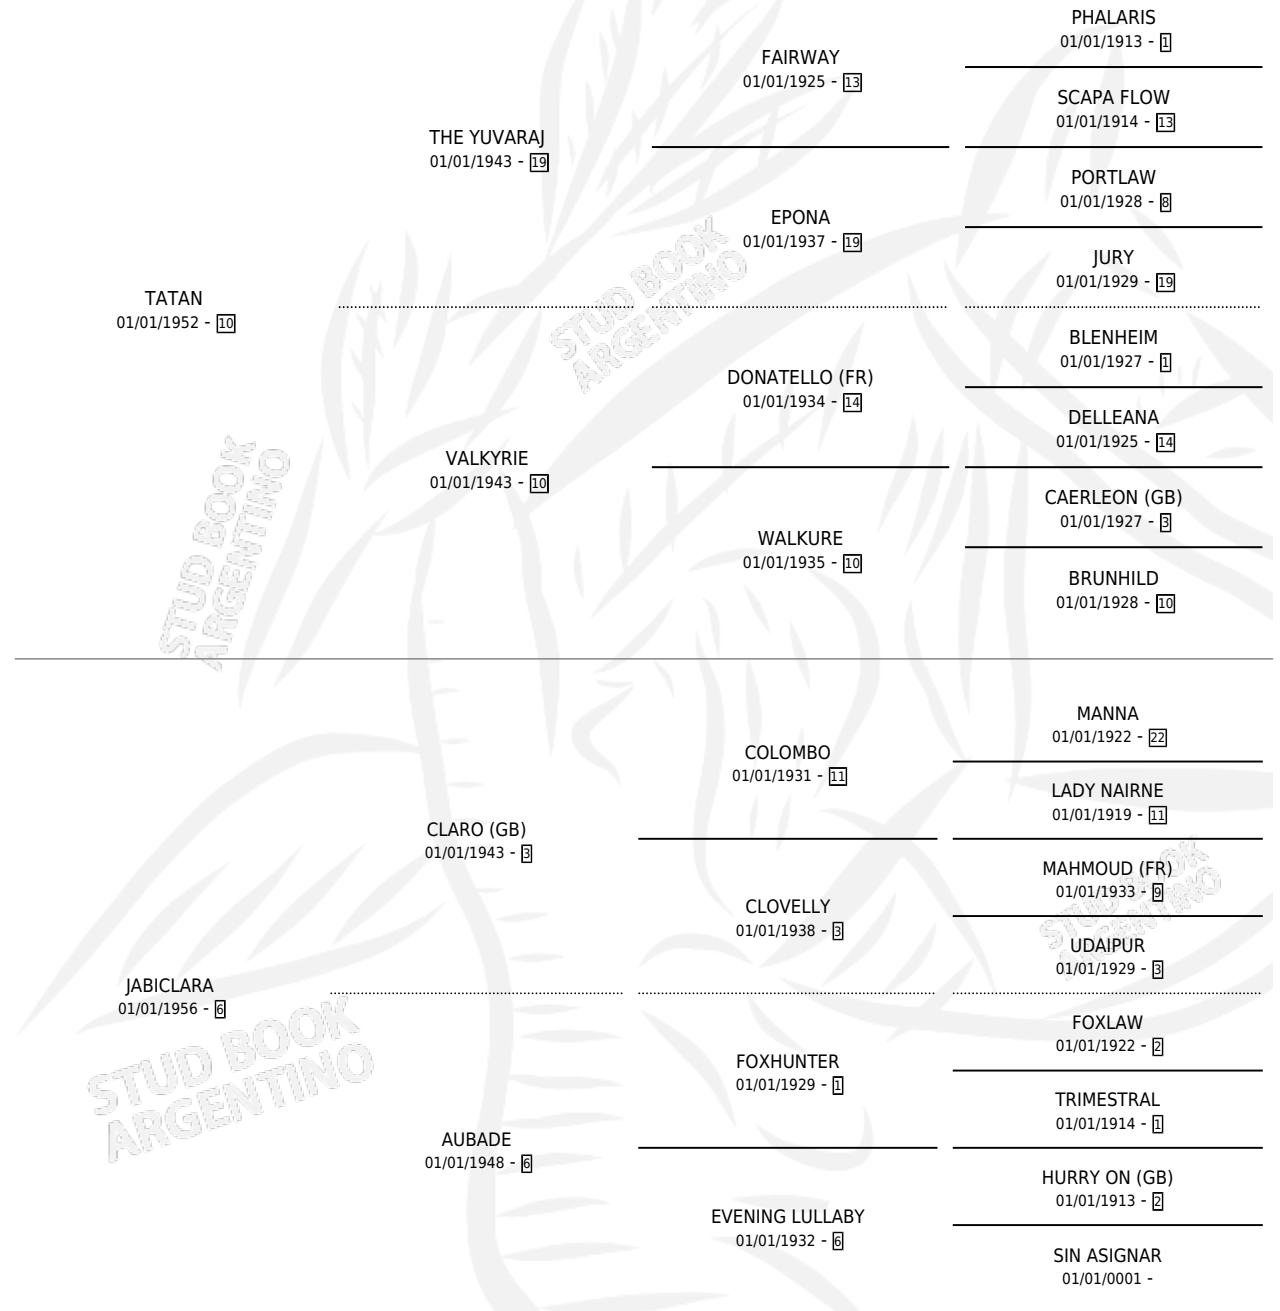 PHALARIS
01/01/1913 - 1
FAIRWAY
01/01/1925 - 13
SCAPA FLOW
01/01/1914 - 13
THE YUVARAJ
01/01/1943 - 19
PORTLAW
01/01/1928 - 8
EPONA
01/01/1937 - 19
JURY
01/01/1929 - 19
TATAN
01/01/1952 - 10
BLENHEIM
01/01/1927 - 1
DONATELLO (FR)
01/01/1934 - 14
DELLEANA
01/01/1925 - 14
VALKYRIE
01/01/1943 - 10
CAERLEON (GB)
01/01/1927 - 3
WALKURE
01/01/1935 - 10
BRUNHILD
01/01/1928 - 10
STUD BOOK
ARGENTINO
STUD BOOK
ARGENTINO
MANNA
01/01/1922 - 22
COLOMBO
01/01/1931 - 11
LADY NAIRNE
01/01/1919 - 11
CLARO (GB)
01/01/1943 - 3
MAHMOUD (FR)
01/01/1933 - 9
CLOVELLY
01/01/1938 - 3
UDAIPUR
01/01/1929 - 3
JABICLARA
01/01/1956 - 6
FOXLAW
01/01/1922 - 2
FOXHUNTER
01/01/1929 - 1
TRIMESTRAL
01/01/1914 - 1
AUBADE
01/01/1948 - 6
HURRY ON (GB)
01/01/1913 - 2
EVENING LULLABY
01/01/1932 - 6
SIN ASIGNAR
01/01/0001 -
STUD BOOK
ARGENTINO
STUD BOOK
ARGENTINO